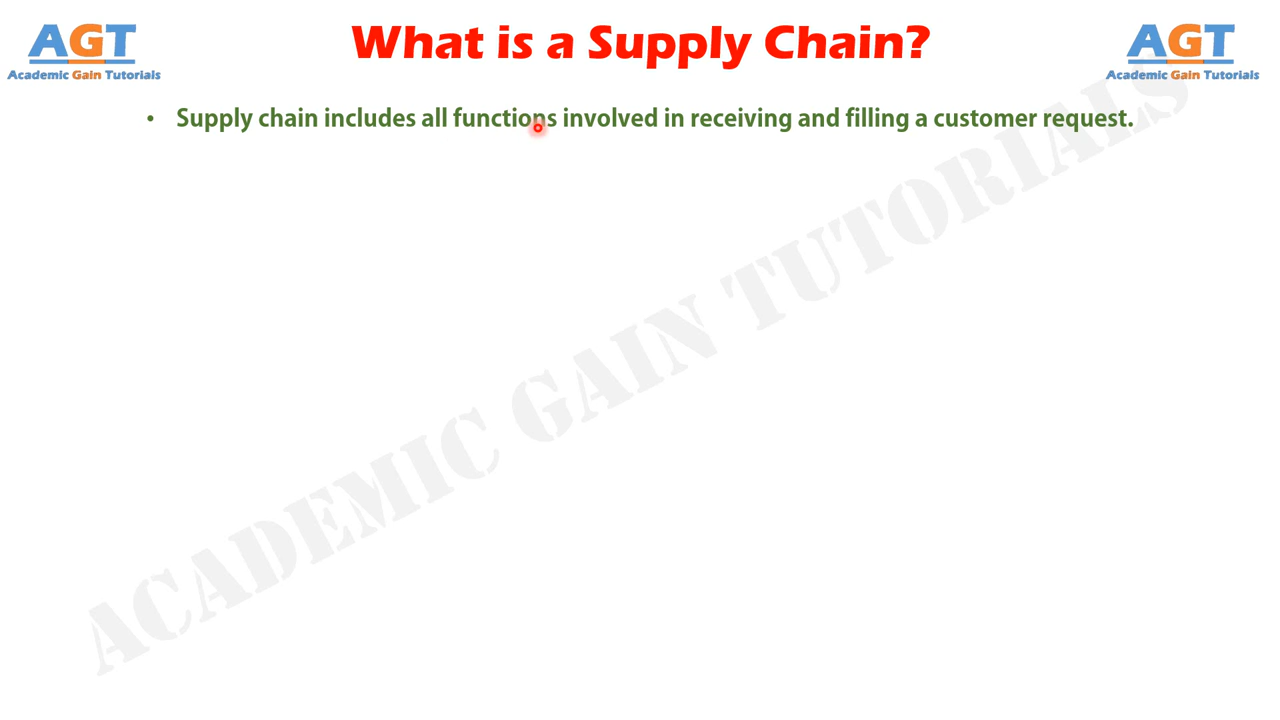 AGT
Academic Gain Tutorials
What is a Supply Chain?
AGT
Academic Gain Tutorials
• Supply chain includes all functions involved in receiving and filling a customer request.
ACADEMIC GAIN TUTORIALS